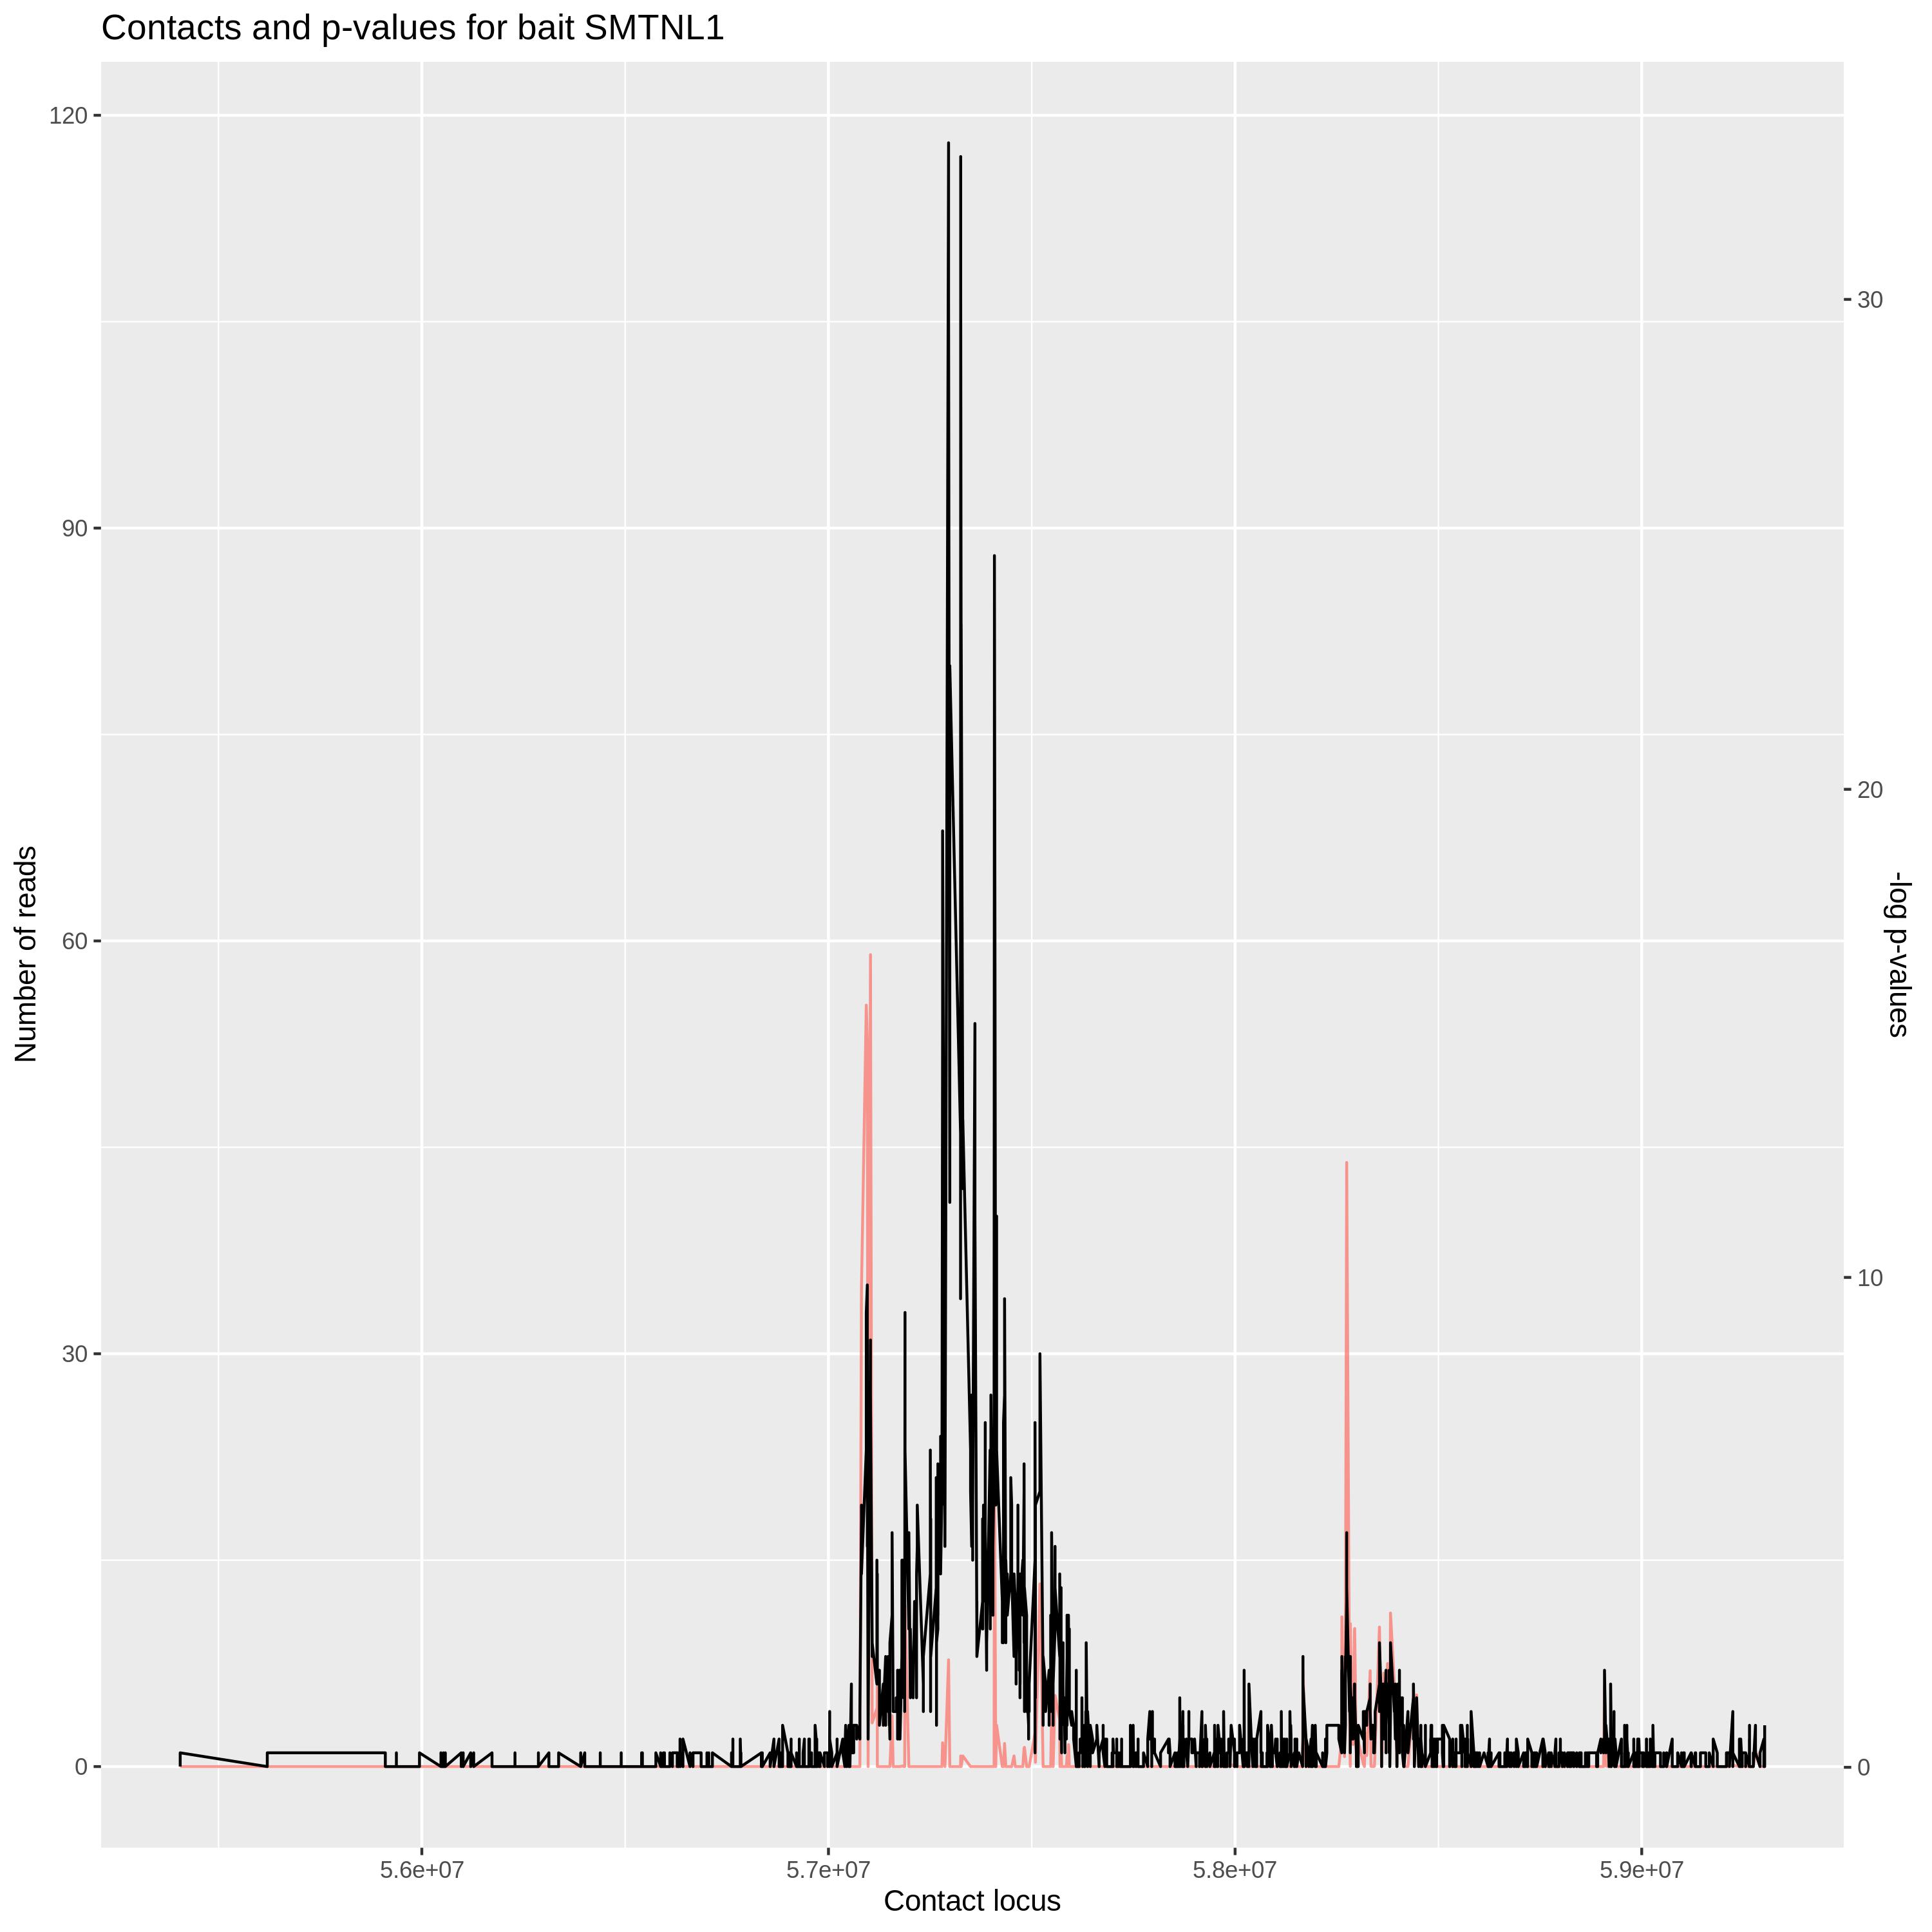 Contacts and p-values for bait SMTNL1
120
90
60
30
0
Number of reads
30
20
10
0
-log p-values
5.6e+07
5.7e+07
5.8e+07
5.9e+07
Contact locus